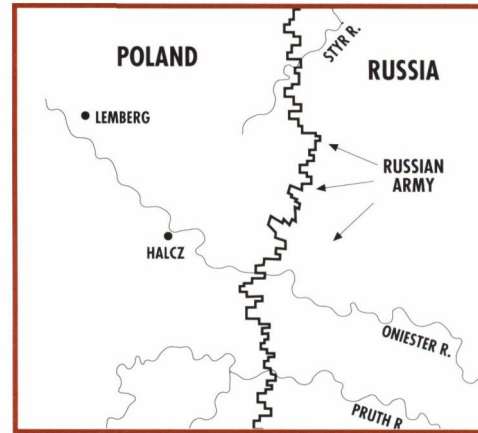 STYR R.
POLAND
RUSSIA
LEMBERG
RUSSIAN
ARMY
HALCZ
ONIESTER R.
PRUTH R